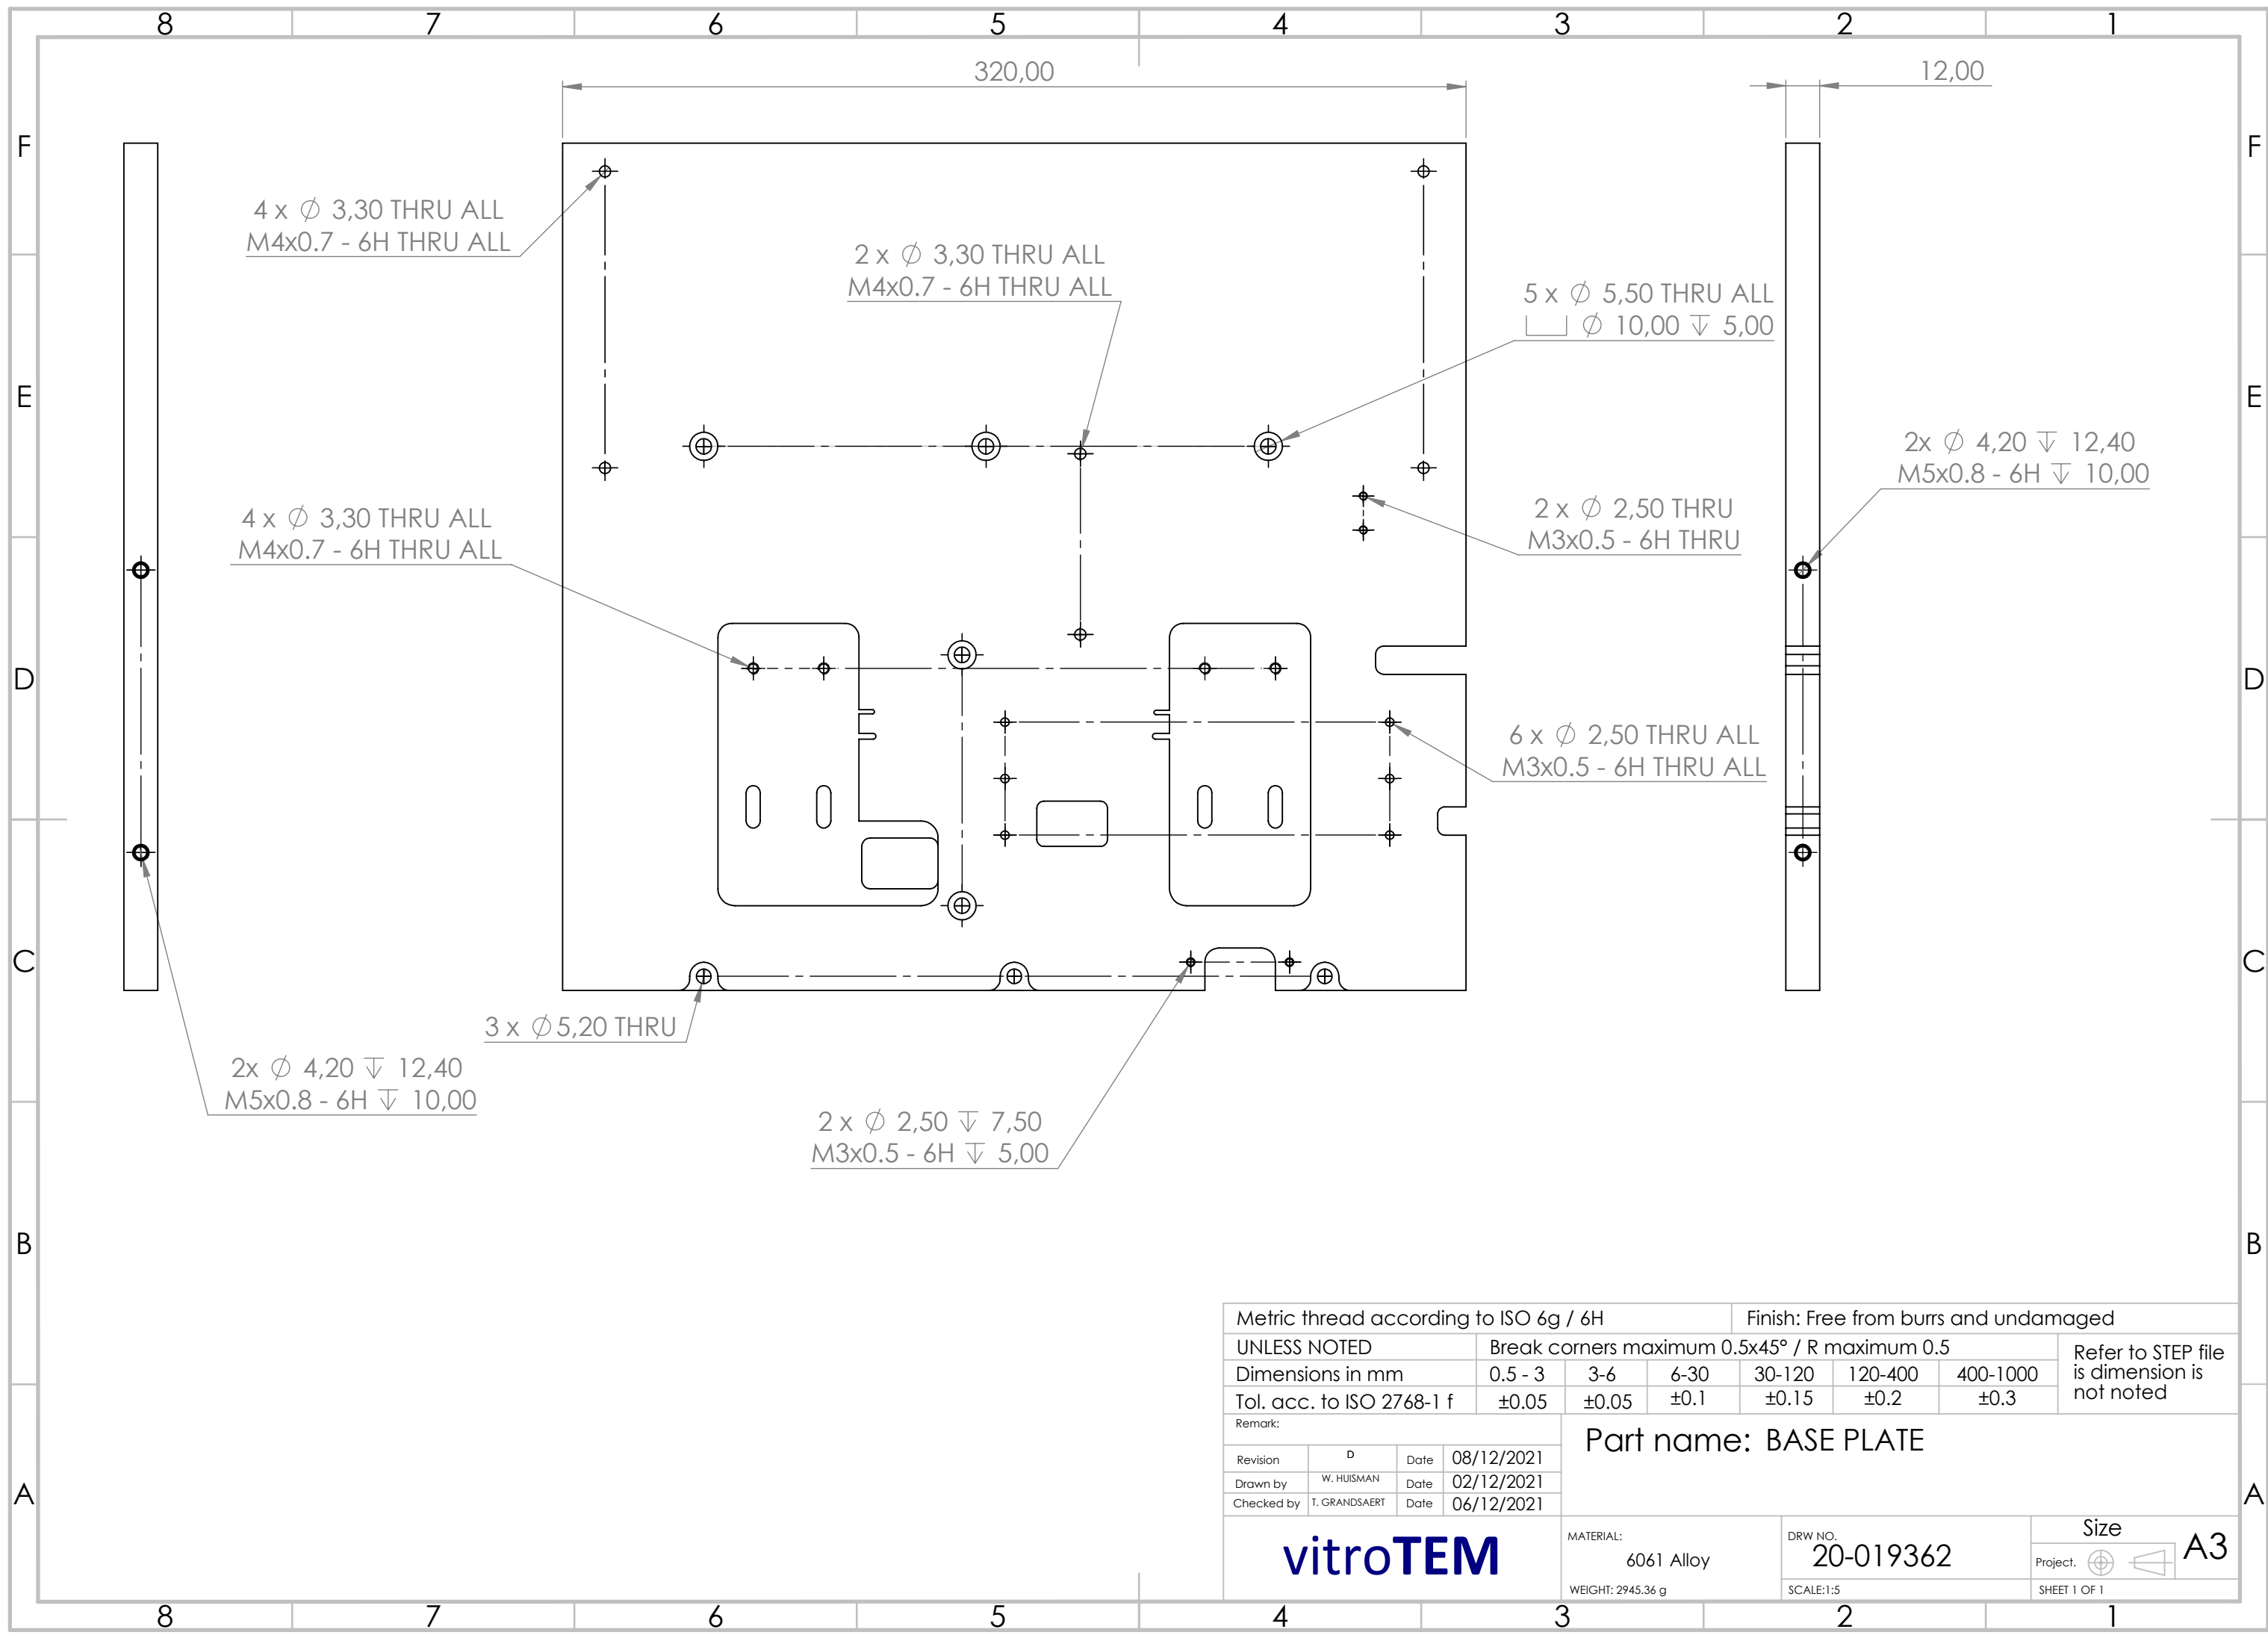 8 7 6 5 4 3 2 1
320,00
12,00
F
F
4 x ∅ 3,30 THRU ALL
M4x0.7 - 6H THRU ALL
2 x ∅ 3,30 THRU ALL
M4x0.7 - 6H THRU ALL
5 x ∅ 5,50 THRU ALL
⌴ ∅ 10,00 ↧ 5,00
E
E
2x ∅ 4,20 ↧ 12,40
M5x0.8 - 6H ↧ 10,00
4 x ∅ 3,30 THRU ALL
M4x0.7 - 6H THRU ALL
2 x ∅ 2,50 THRU
M3x0.5 - 6H THRU
D
D
6 x ∅ 2,50 THRU ALL
M3x0.5 - 6H THRU ALL
C
C
3 x ∅5,20 THRU
2x ∅ 4,20 ↧ 12,40
M5x0.8 - 6H ↧ 10,00
2 x ∅ 2,50 ↧ 7,50
M3x0.5 - 6H ↧ 5,00
B
B
Metric thread according to ISO 6g / 6H
Finish: Free from burrs and undamaged
UNLESS NOTED
Break corners maximum 0.5x45° / R maximum 0.5
Refer to STEP file
is dimension is
not noted
Dimensions in mm 0.5 - 3 3-6 6-30 30-120 120-400 400-1000
Tol. acc. to ISO 2768-1 f ±0.05 ±0.05 ±0.1 ±0.15 ±0.2 ±0.3
Remark:
Part name: BASE PLATE
Revision D Date 08/12/2021
Drawn by W. HUISMAN Date 02/12/2021
Checked by T. GRANDSAERT Date 06/12/2021
A
A
vitroTEM
MATERIAL:
6061 Alloy
WEIGHT: 2945.36 g
DRW NO.
20-019362
SCALE:1:5
Size
A3
Project.
SHEET 1 OF 1
8 7 6 5 4 3 2 1